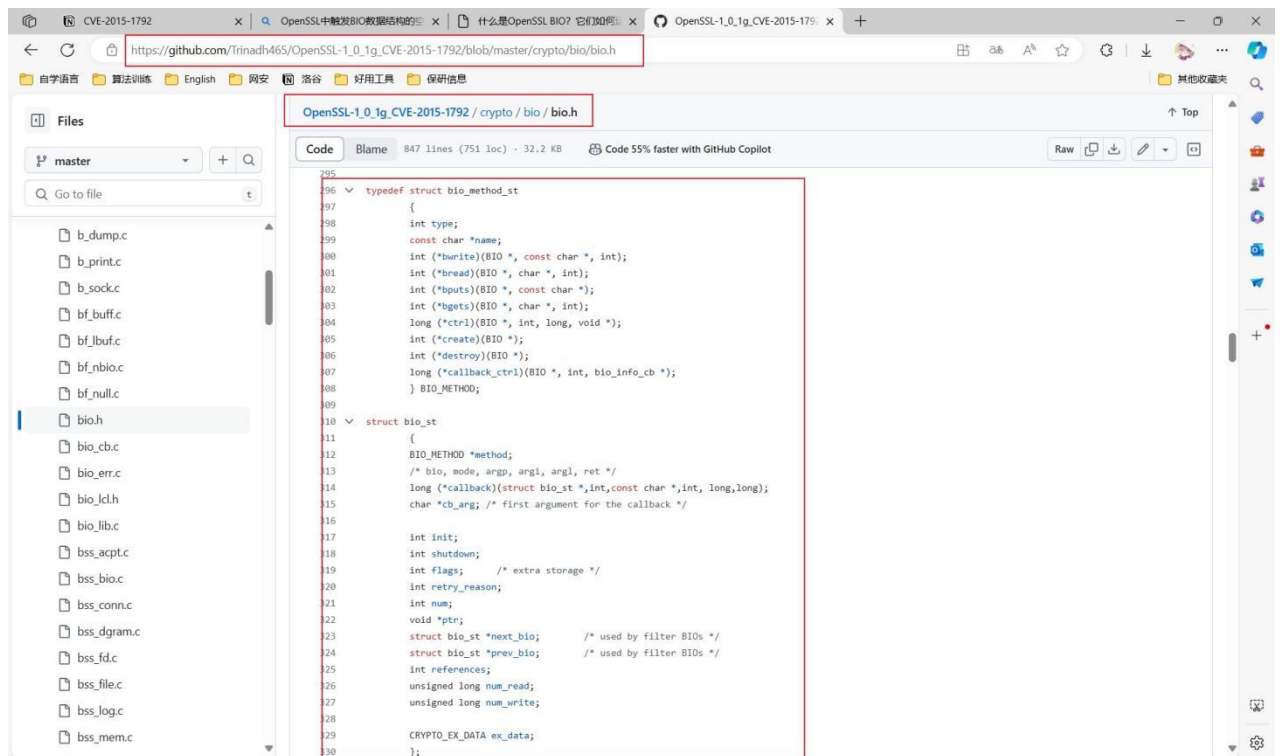 CVE-2015-1792
OpenSSL中触发BIO数据结构的
什么是OpenSSL BIO？它们如何
OpenSSL-1_0_1g_CVE-2015-179
https://github.com/Trinadh465/OpenSSL-1_0_1g_CVE-2015-1792/blob/master/crypto/bio/bio.h
自学语言 算法训练 English 网安 洛谷 好用工具 保研信息 其他收藏夹
Files
OpenSSL-1_0_1g_CVE-2015-1792 / crypto / bio / bio.h
Top
master
Code Blame 847 lines (751 loc) · 32.2 KB Code 55% faster with GitHub Copilot Raw
Go to file t
b_dump.c
b_print.c
b_sock.c
bf_buff.c
bf_lbuf.c
bf_nbio.c
bf_null.c
bio.h
bio_cb.c
bio_err.c
bio_lcl.h
bio_lib.c
bss_acpt.c
bss_bio.c
bss_conn.c
bss_dgram.c
bss_fd.c
bss_file.c
bss_log.c
bss_mem.c
295
296 typedef struct bio_method_st
297 {
298 int type;
299 const char *name;
300 int (*bwrite)(BIO *, const char *, int);
301 int (*bread)(BIO *, char *, int);
302 int (*bputs)(BIO *, const char *);
303 int (*bgets)(BIO *, char *, int);
304 long (*ctrl)(BIO *, int, long, void *);
305 int (*create)(BIO *);
306 int (*destroy)(BIO *);
307 long (*callback_ctrl)(BIO *, int, bio_info_cb *);
308 } BIO_METHOD;
309
310 struct bio_st
311 {
312 BIO_METHOD *method;
313 /* bio, mode, argp, argi, argl, ret */
314 long (*callback)(struct bio_st *,int,const char *,int, long,long);
315 char *cb_arg; /* first argument for the callback */
316
317 int init;
318 int shutdown;
319 int flags; /* extra storage */
320 int retry_reason;
321 int num;
322 void *ptr;
323 struct bio_st *next_bio; /* used by filter BIOs */
324 struct bio_st *prev_bio; /* used by filter BIOs */
325 int references;
326 unsigned long num_read;
327 unsigned long num_write;
328
329 CRYPTO_EX_DATA ex_data;
330 };